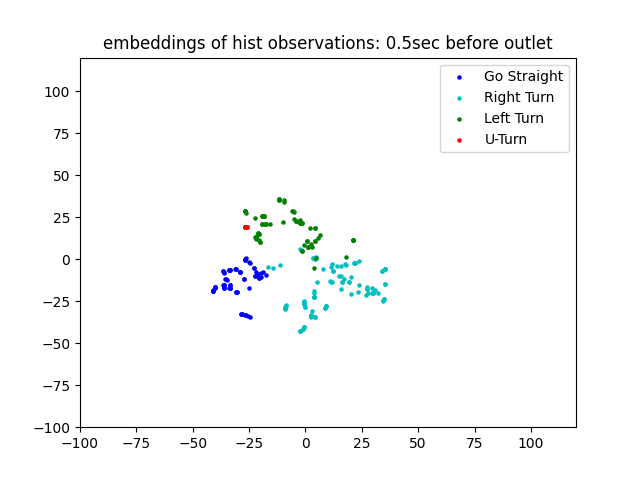 embeddings of hist observations: 0.5sec before outlet
Go Straight
Right Turn
Left Turn
U-Turn
100
75
50
25
0
−25
−50
−75
−100
−100 −75 −50 −25 0 25 50 75 100